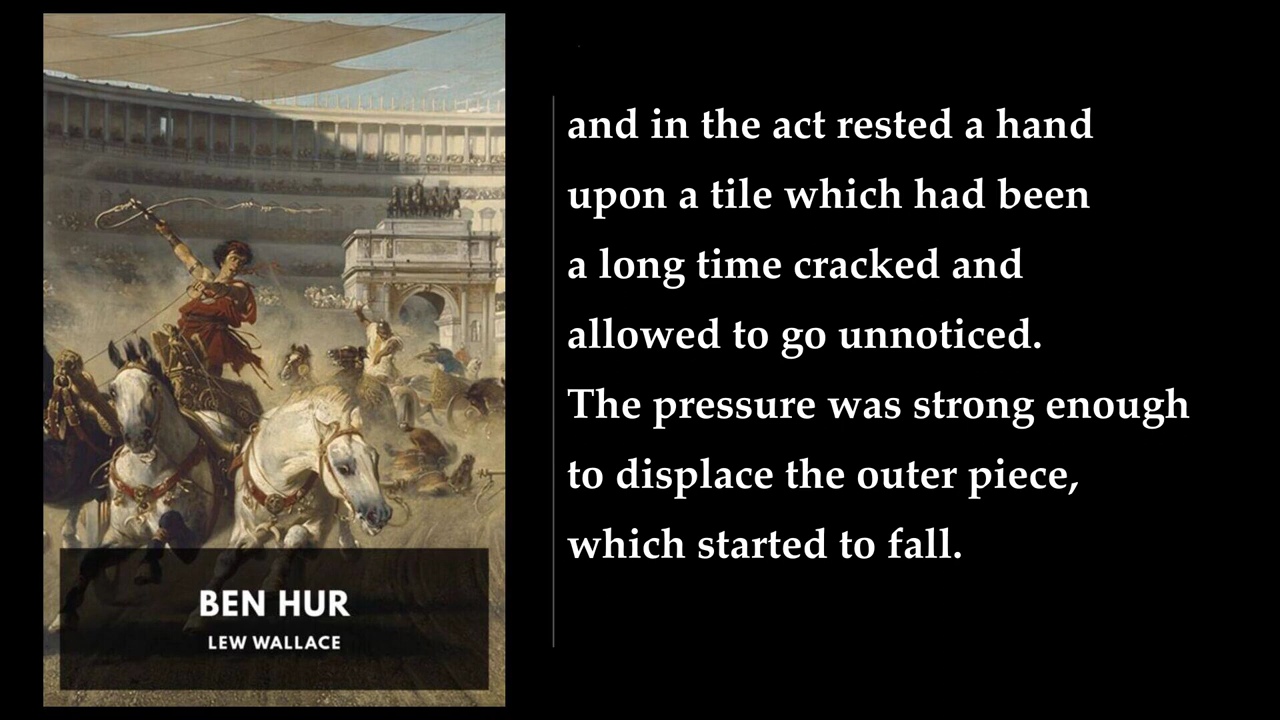 and in the act rested a hand
upon a tile which had been
a long time cracked and
allowed to go unnoticed.
The pressure was strong enough
to displace the outer piece,
which started to fall.
BEN HUR
LEW WALLACE